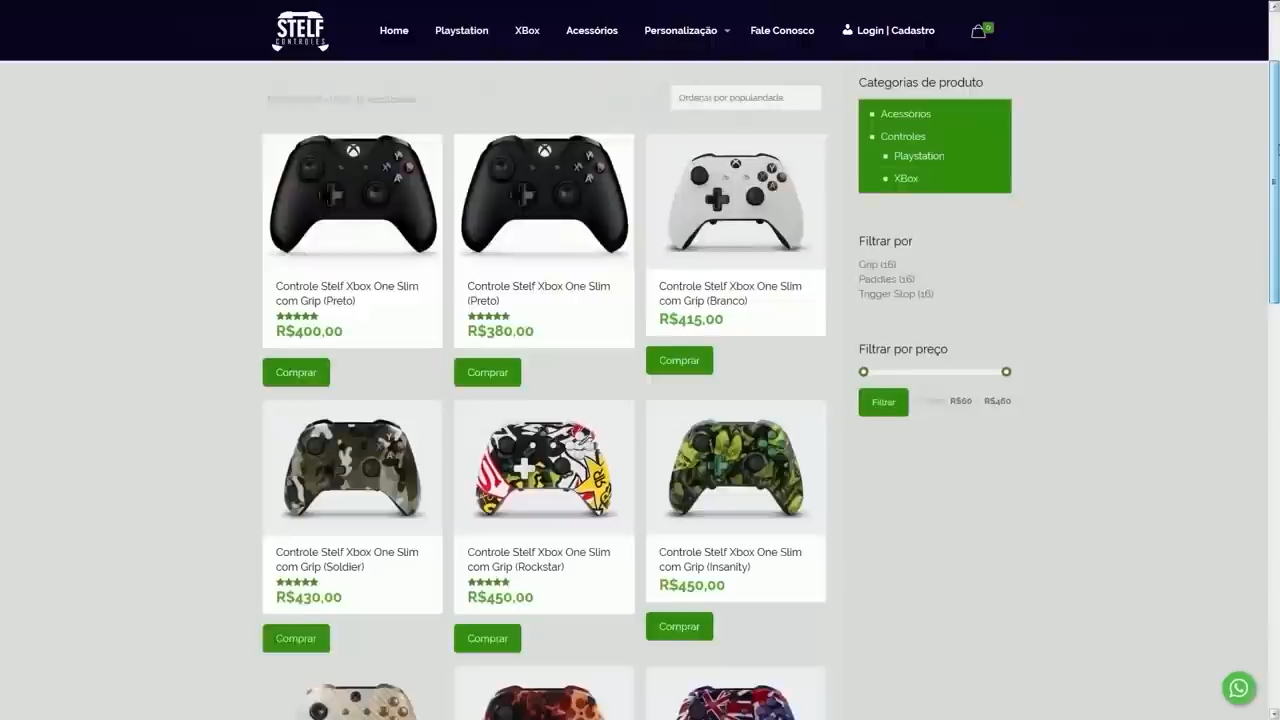 STELF
CONTROLES
Home
Playstation
XBox
Acessórios
Personalização
Fale Conosco
Login | Cadastro
0
Ordenar por popularidade
Controle Stelf Xbox One Slim
com Grip (Preto)
R$400,00
Comprar
Controle Stelf Xbox One Slim
(Preto)
R$380,00
Comprar
Controle Stelf Xbox One Slim
com Grip (Branco)
R$415,00
Comprar
Controle Stelf Xbox One Slim
com Grip (Soldier)
R$430,00
Comprar
Controle Stelf Xbox One Slim
com Grip (Rockstar)
R$450,00
Comprar
Controle Stelf Xbox One Slim
com Grip (Insanity)
R$450,00
Comprar
Categorias de produto
Acessórios
Controles
Playstation
XBox
Filtrar por
Grip (16)
Paddles (16)
Trigger Stop (16)
Filtrar por preço
Filtrar
R$60
R$460